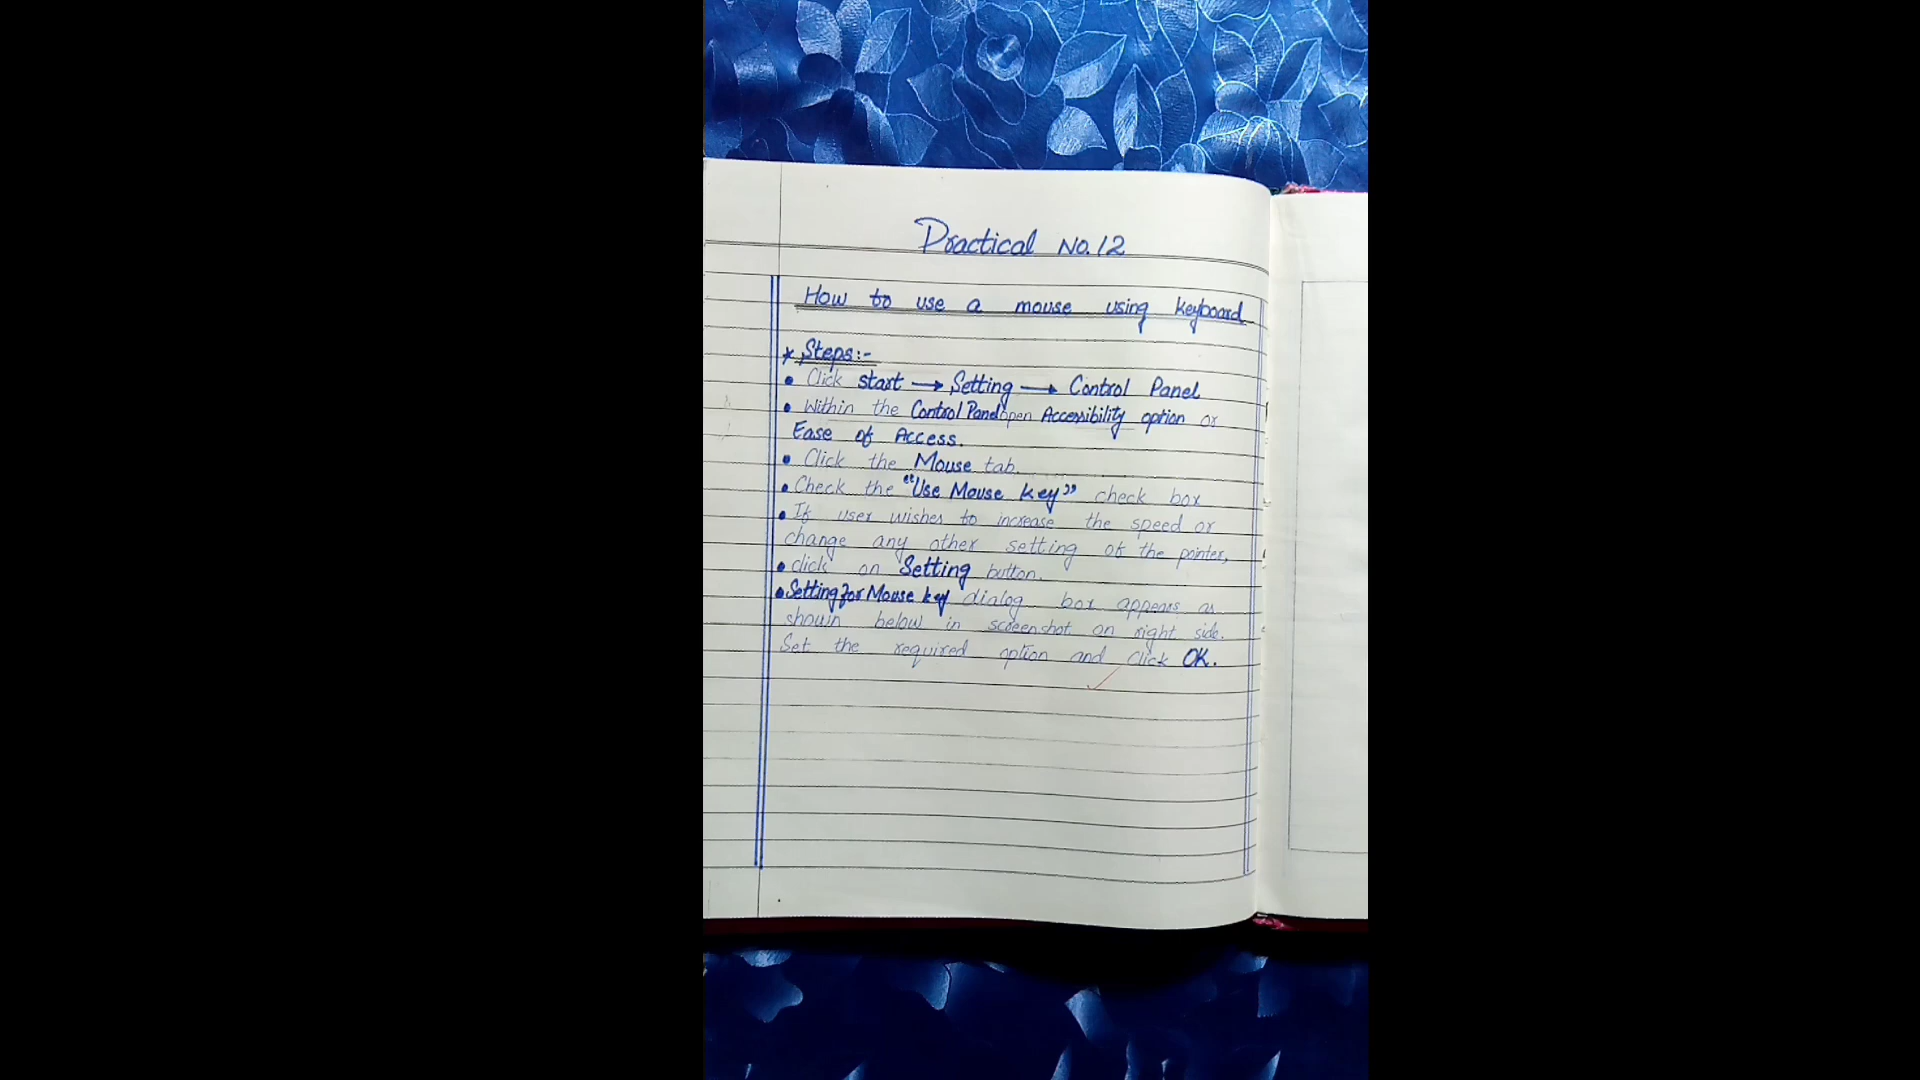 Practical No. 12
How to use a mouse using keyboard
* Steps:-
• Click start → Setting → Control Panel
• Within the Control Panel open Accessibility option or
Ease of Access.
• Click the Mouse tab.
• Check the "Use Mouse key" check box
• If user wishes to increase the speed or
change any other setting of the pointer,
• click on Setting button.
• Setting for Mouse key dialog box appears as
shown below in screenshot on right side.
Set the required option and click OK.